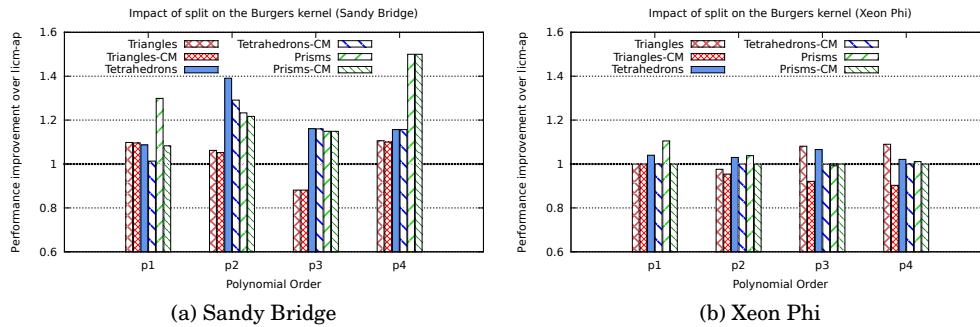 Impact of split on the Burgers kernel (Sandy Bridge)
Performance improvement over licm-ap
1.6
1.4
1.2
1
0.8
0.6
Triangles
Triangles-CM
Tetrahedrons
Tetrahedrons-CM
Prisms
Prisms-CM
p1 p2 p3 p4
Polynomial Order
(a) Sandy Bridge
Impact of split on the Burgers kernel (Xeon Phi)
Performance improvement over licm-ap
1.6
1.4
1.2
1
0.8
0.6
Triangles
Triangles-CM
Tetrahedrons
Tetrahedrons-CM
Prisms
Prisms-CM
p1 p2 p3 p4
Polynomial Order
(b) Xeon Phi